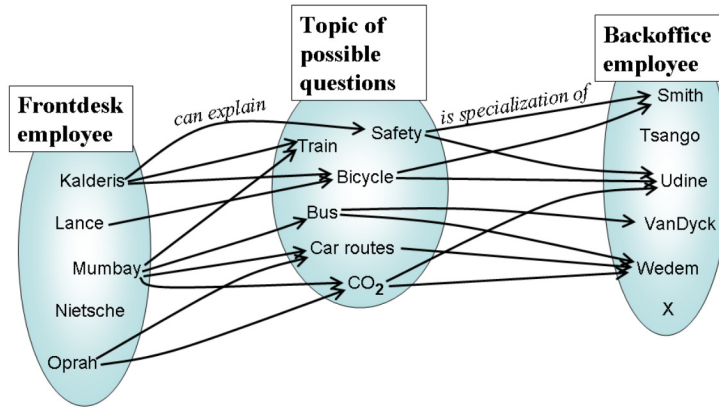 Frontdesk
employee
Kalderis
Lance
Mumbay
Nietsche
Oprah
can explain
Topic of
possible
questions
Safety
Train
Bicycle
Bus
Car routes
CO2
is specialization of
Backoffice
employee
Smith
Tsango
Udine
VanDyck
Wedem
X